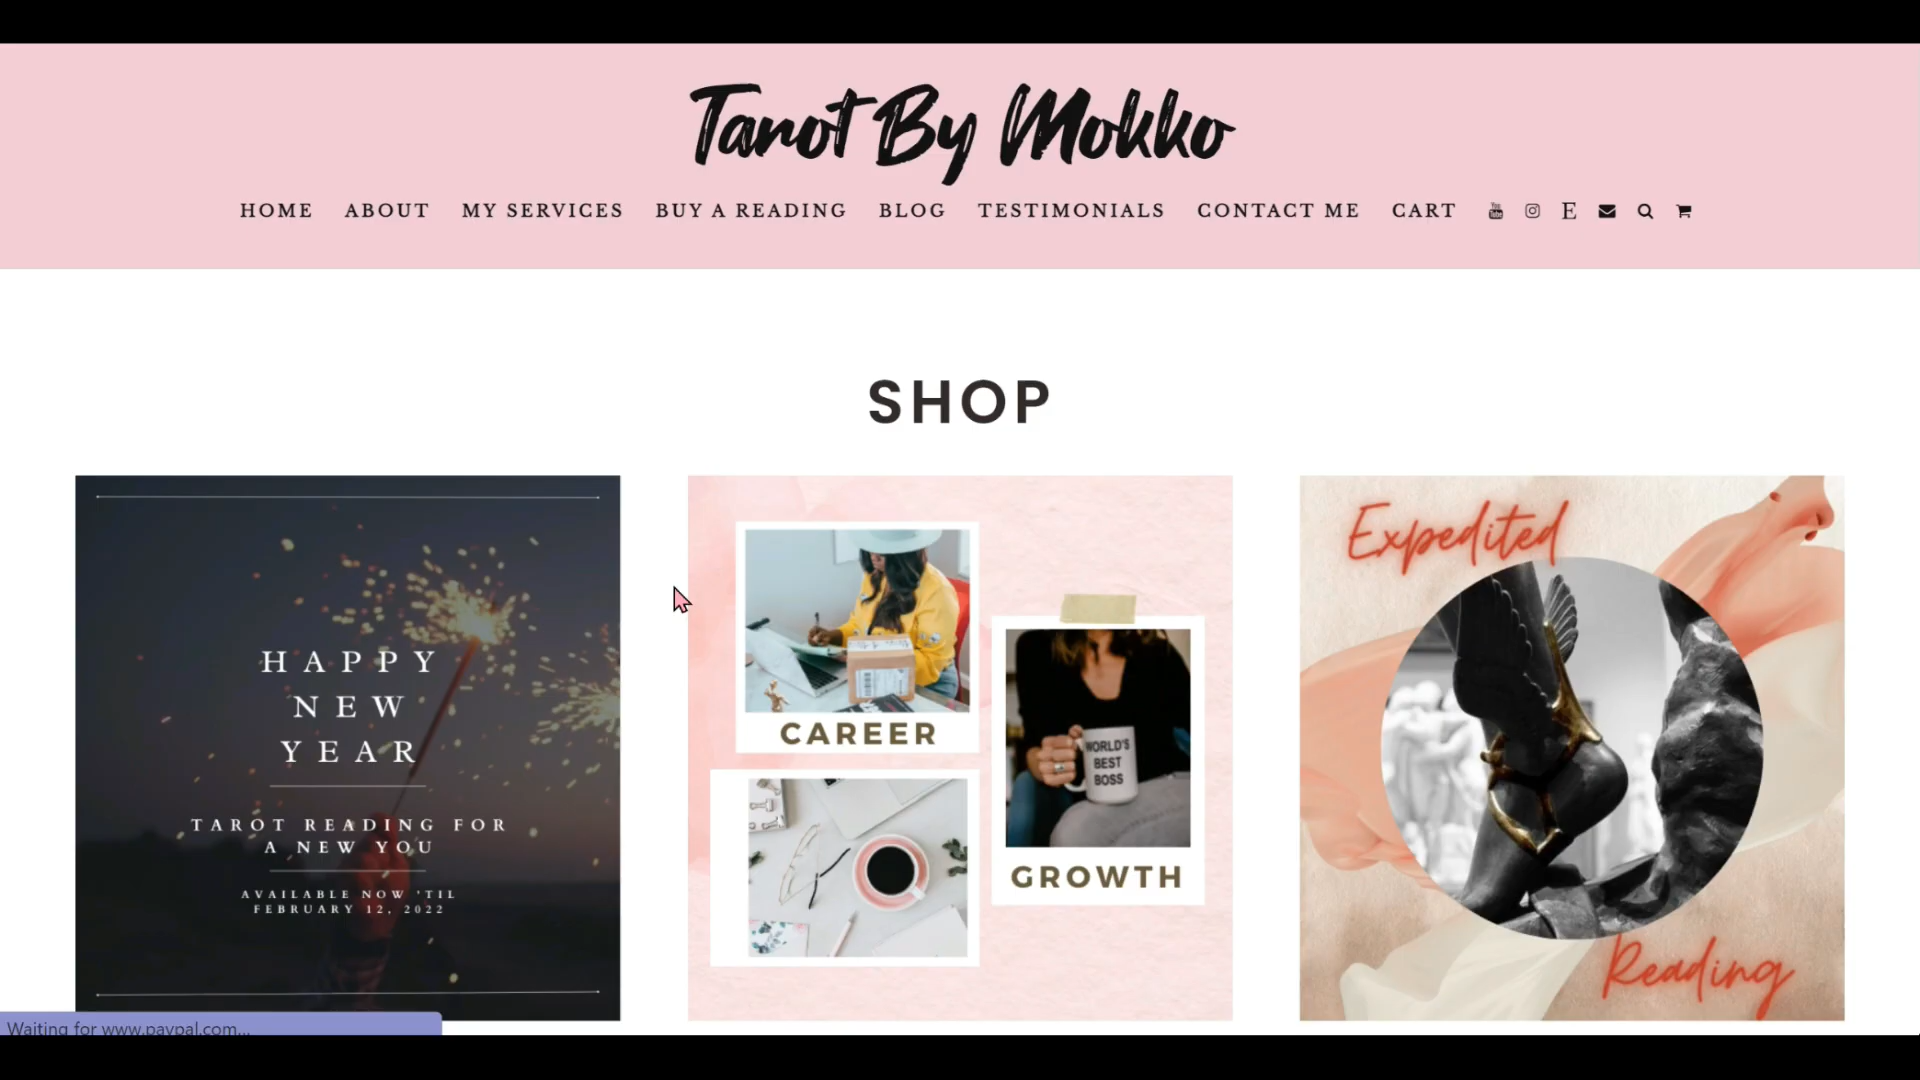 Tarot By Mokko
HOME ABOUT MY SERVICES BUY A READING BLOG TESTIMONIALS CONTACT ME CART E
SHOP
HAPPY
NEW
YEAR
TAROT READING FOR
A NEW YOU
AVAILABLE NOW 'TIL
FEBRUARY 12, 2022
CAREER
WORLD'S
BEST
BOSS
GROWTH
Expedited
Reading
Waiting for www.paypal.com...